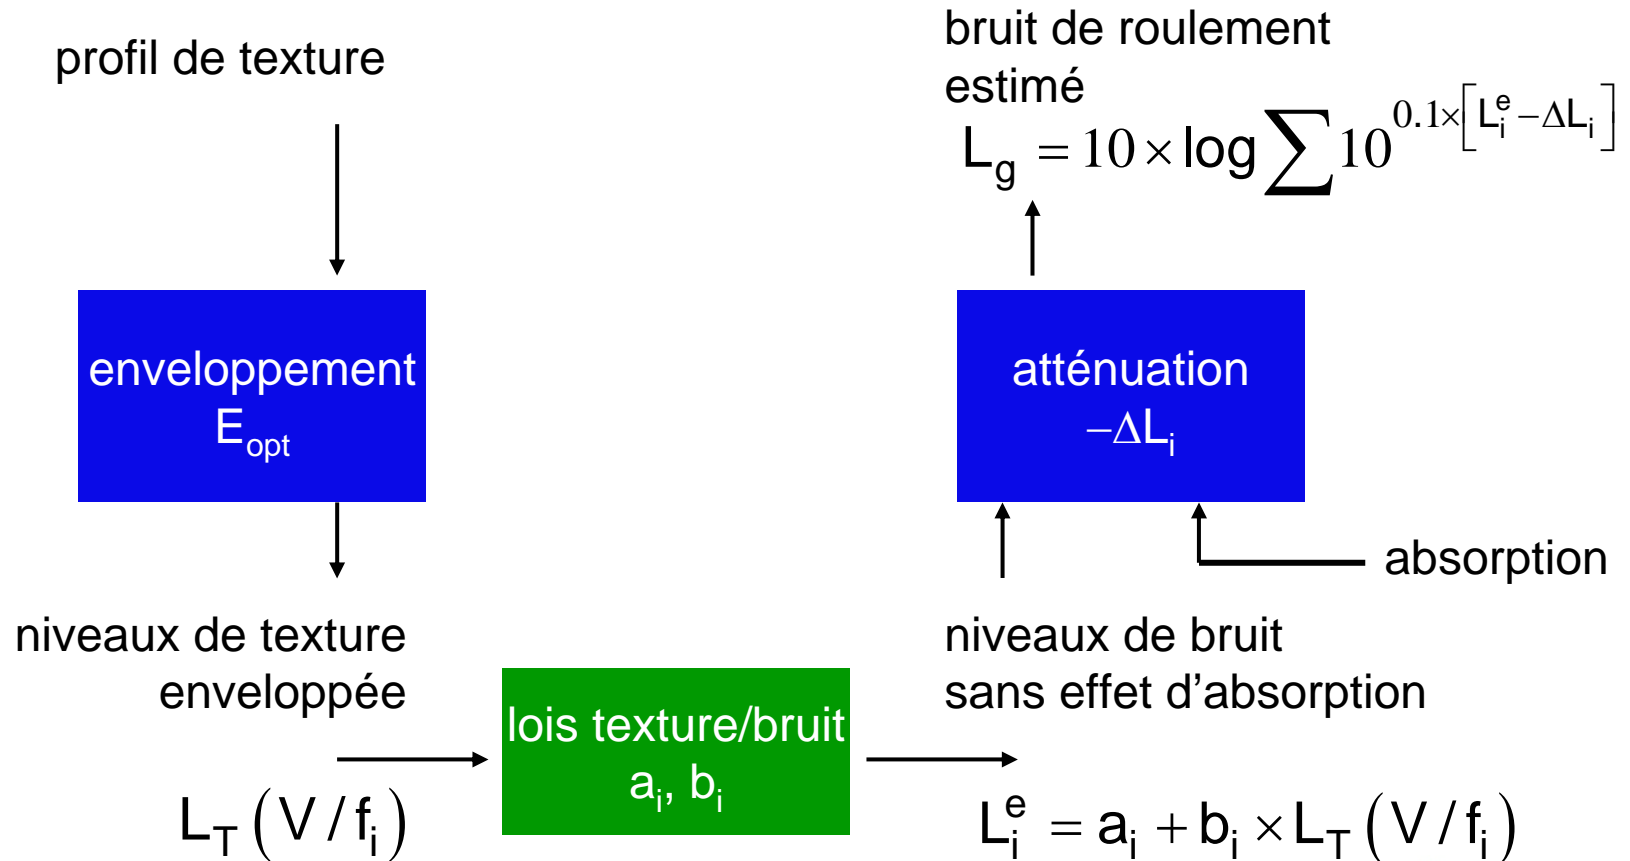 profil de texture
enveloppement
E_opt
niveaux de texture
enveloppée
L_T (V / f_i)
lois texture/bruit
a_i, b_i
niveaux de bruit
sans effet d’absorption
L_i^e = a_i + b_i × L_T (V / f_i)
absorption
atténuation
−ΔL_i
bruit de roulement
estimé
L_g = 10 × log ∑ 10^{0.1×[L_i^e − ΔL_i]}